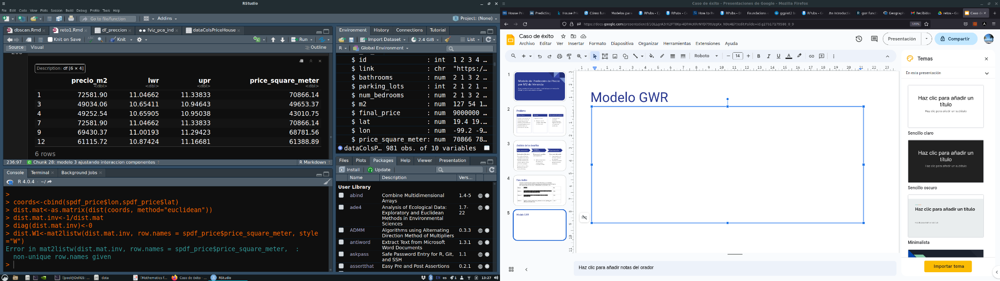 RStudio
File Edit Code View Plots Session Build Debug Profile Tools Help
Go to file/function
Addins
Project: (None)
dbscan.Rmd
reto1.Rmd
df_preccion
fviz_pca_ind
dataColsPriceHouse
Knit on Save
ABC
Knit
Run
Source Visual
Outline
Description: df [6 × 4]
precio_m2 lwr upr price_square_meter
<dbl> <dbl> <dbl> <dbl>
1 72581.90 11.04662 11.33833 70866.14
3 49034.06 10.65411 10.94643 49653.37
4 49252.54 10.65905 10.95038 43010.75
7 72581.90 11.04662 11.33833 70866.14
9 69430.37 11.00193 11.29423 68781.56
12 61115.72 10.87424 11.16681 61388.89
6 rows
236:97 Chunk 28: modelo 3 ajustando interaccion componentes
R Markdown
Console Terminal Background Jobs
R 4.0.4 · ~/
>
> coords<-cbind(spdf_price$lon,spdf_price$lat)
> dist.mat<-as.matrix(dist(coords, method="euclidean"))
> dist.mat.inv<-1/dist.mat
> diag(dist.mat.inv)<-0
> dist.W1<-mat2listw(dist.mat.inv, row.names = spdf_price$price_square_meter, style
="W")
Error in mat2listw(dist.mat.inv, row.names = spdf_price$price_square_meter, :
non-unique row.names given
>
Environment History Connections Tutorial
Import Dataset
2.4 GiB
List
R
Global Environment
$ id : int 1 2 3 4 …
$ link : chr "https:/…
$ bathrooms : num 2 1 3 2 …
$ parking_lots : int 2 1 2 1 …
$ num_bedrooms : num 2 1 3 2 …
$ m2 : num 127 54 1…
$ final_price : num 9000000 …
$ lat : num 19.4 19.…
$ lon : num -99.2 -9…
$ price_square_meter: num 70866 78…
dataColsP… 981 obs. of 10 variables
Files Plots Packages Help Viewer Presentation
Install Update
Name Description Vers…
User Library
abind Combine Multidimensional Arrays 1.4-5
ade4 Analysis of Ecological Data: Exploratory and Euclidean Methods in Environmental Sciences 1.7-22
ADMM Algorithms using Alternating Direction Method of Multipliers 0.3.3
antiword Extract Text from Microsoft Word Documents 1.3.1
askpass Safe Password Entry for R, Git, and SSH 1.1
assertthat Easy Pre and Post Assertions 0.2.1
[jpool@DellG5: …
data
[Mathematics f…
Caso de éxito - …
RStudio
EN es 1 13:27
Caso de éxito - Presentaciones de Google - Mozilla Firefox
House Pri
Predicting
House Pri
Cómo fun
Modelos para
RPubs - E
RPubs - G
How to R
RPubs - D
Foundations
ggplot2 b
RPubs - G
An Introducti
gwr funct
Geograph
Recibidos
retos - Go
Caso de
120%
Caso de éxito
Archivo Editar Ver Insertar Formato Diapositiva Organizar Herramientas Extensiones Ayuda
Presentación
Compartir
Roboto
14
B I U A
1 1 2 3 4 5 6 7 8 9 10 11 12 13 14 15 16 17 18 19 20 21 22 23
1
Modelo de Predicción de Precio
por M2 de Vivienda
2
Problema
3
Análisis de los desafíos
4
Resultados
5
Modelo GWR
Modelo GWR
Haz clic para añadir notas del orador
Temas
En esta presentación
Haz clic para añadir un
título
Haz clic para añadir un subtítulo
Sencillo claro
Haz clic para añadir un
título
Haz clic para añadir un subtítulo
Sencillo oscuro
Haz clic para añadir un título
Haz clic para añadir un subtítulo
Minimalista
Importar tema